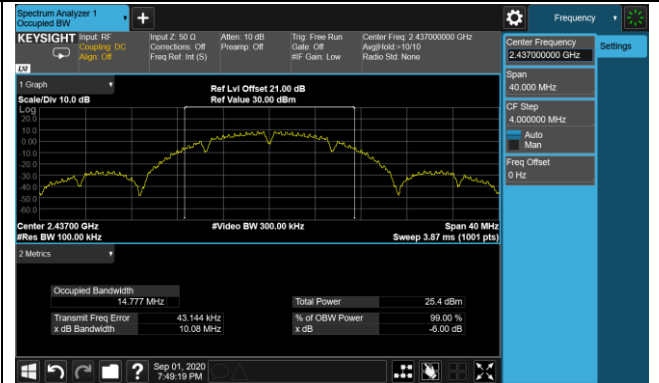 Spectrum Analyzer 1
Occupied BW
Frequency
KEYSIGHT
Input: RF
Coupling: DC
Align: Off
Input Z: 50 Ω
Corrections: Off
Freq Ref: Int (S)
Atten: 10 dB
Preamp: Off
Trig: Free Run
Gate: Off
#IF Gain: Low
Center Freq: 2.437000000 GHz
Avg|Hold:>10/10
Radio Std: None
Center Frequency
2.437000000 GHz
Settings
Span
40.000 MHz
CF Step
4.000000 MHz
Auto
Man
Freq Offset
0 Hz
1 Graph
Scale/Div 10.0 dB
Ref Lvl Offset 21.00 dB
Ref Value 30.00 dBm
Log
20.0
10.0
0.00
-10.0
-20.0
-30.0
-40.0
-50.0
-60.0
Center 2.43700 GHz
#Video BW 300.00 kHz
Span 40 MHz
#Res BW 100.00 kHz
Sweep 3.87 ms (1001 pts)
2 Metrics
Occupied Bandwidth
14.777 MHz
Total Power 25.4 dBm
Transmit Freq Error 43.144 kHz
% of OBW Power 99.00 %
x dB Bandwidth 10.08 MHz
x dB -6.00 dB
?
Sep 01, 2020
7:49:19 PM